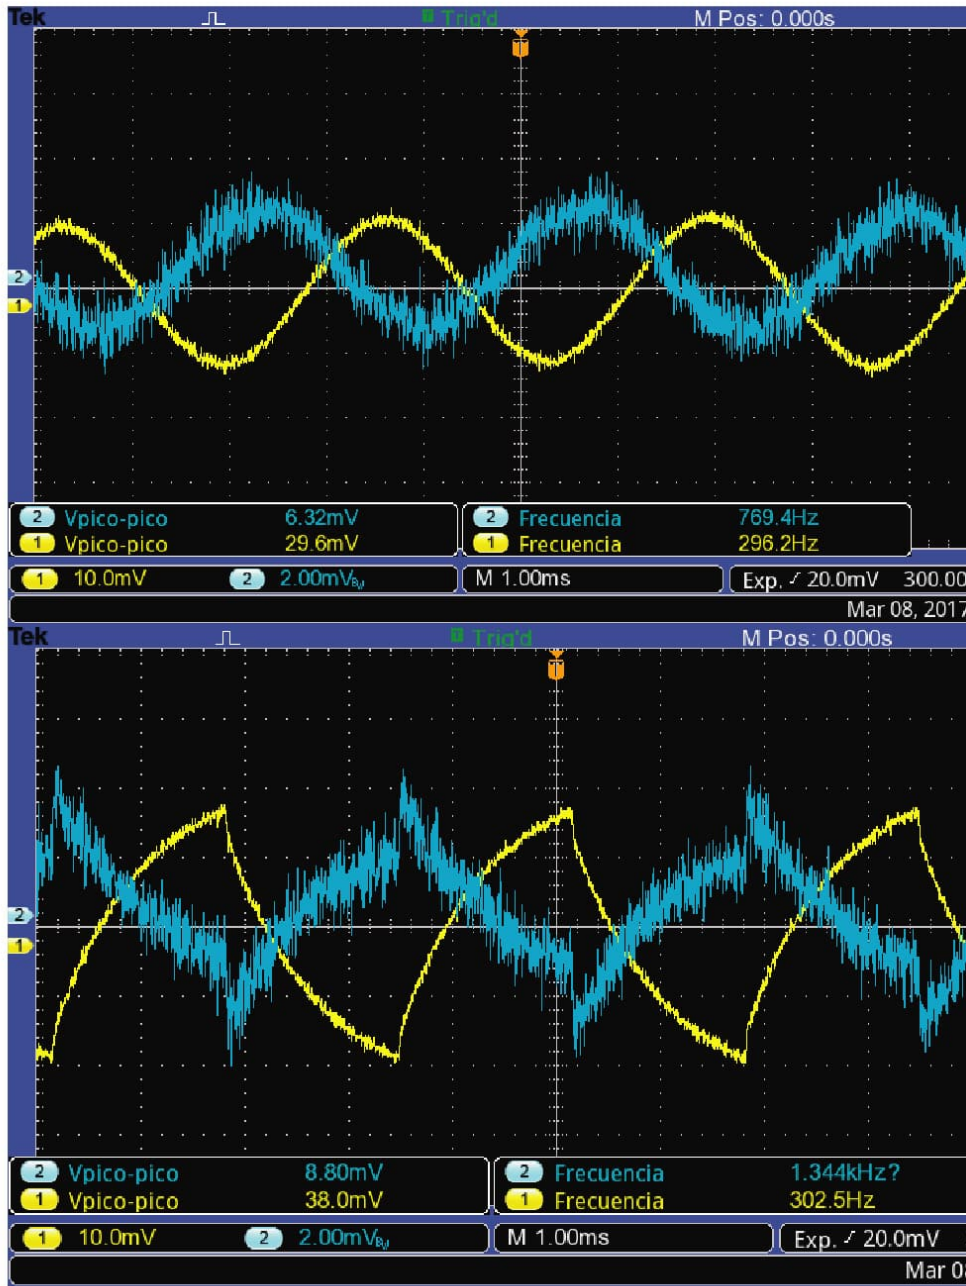 Tek Trig'd M Pos: 0.000s
2
1
2 Vpico-pico 6.32mV 2 Frecuencia 769.4Hz
1 Vpico-pico 29.6mV 1 Frecuencia 296.2Hz
1 10.0mV 2 2.00mVBW M 1.00ms Exp. 20.0mV 300.00
Mar 08, 2017
Tek Trig'd M Pos: 0.000s
2
1
2 Vpico-pico 8.80mV 2 Frecuencia 1.344kHz?
1 Vpico-pico 38.0mV 1 Frecuencia 302.5Hz
1 10.0mV 2 2.00mVBW M 1.00ms Exp. 20.0mV
Mar 0